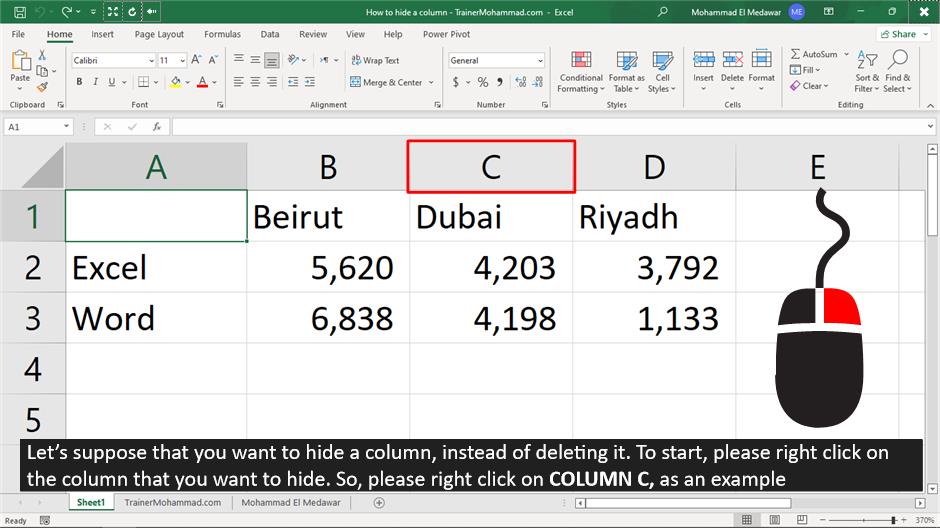 How to hide a column - TrainerMohammad.com - Excel
Mohammad El Medawar ME
File Home Insert Page Layout Formulas Data Review View Help Power Pivot Share
Paste
Clipboard
Calibri 11 A A
B I U A
Font
Wrap Text
Merge & Center
Alignment
General
$ % ,
Number
Conditional Formatting
Format as Table
Cell Styles
Styles
Insert Delete Format
Cells
AutoSum
Fill
Clear
Sort & Filter
Find & Select
Editing
A1 fx
A B C D E
1 Beirut Dubai Riyadh
2 Excel 5,620 4,203 3,792
3 Word 6,838 4,198 1,133
4
5
Let's suppose that you want to hide a column, instead of deleting it. To start, please right click on
the column that you want to hide. So, please right click on COLUMN C, as an example
Sheet1 TrainerMohammad.com Mohammad El Medawar
Ready 370%